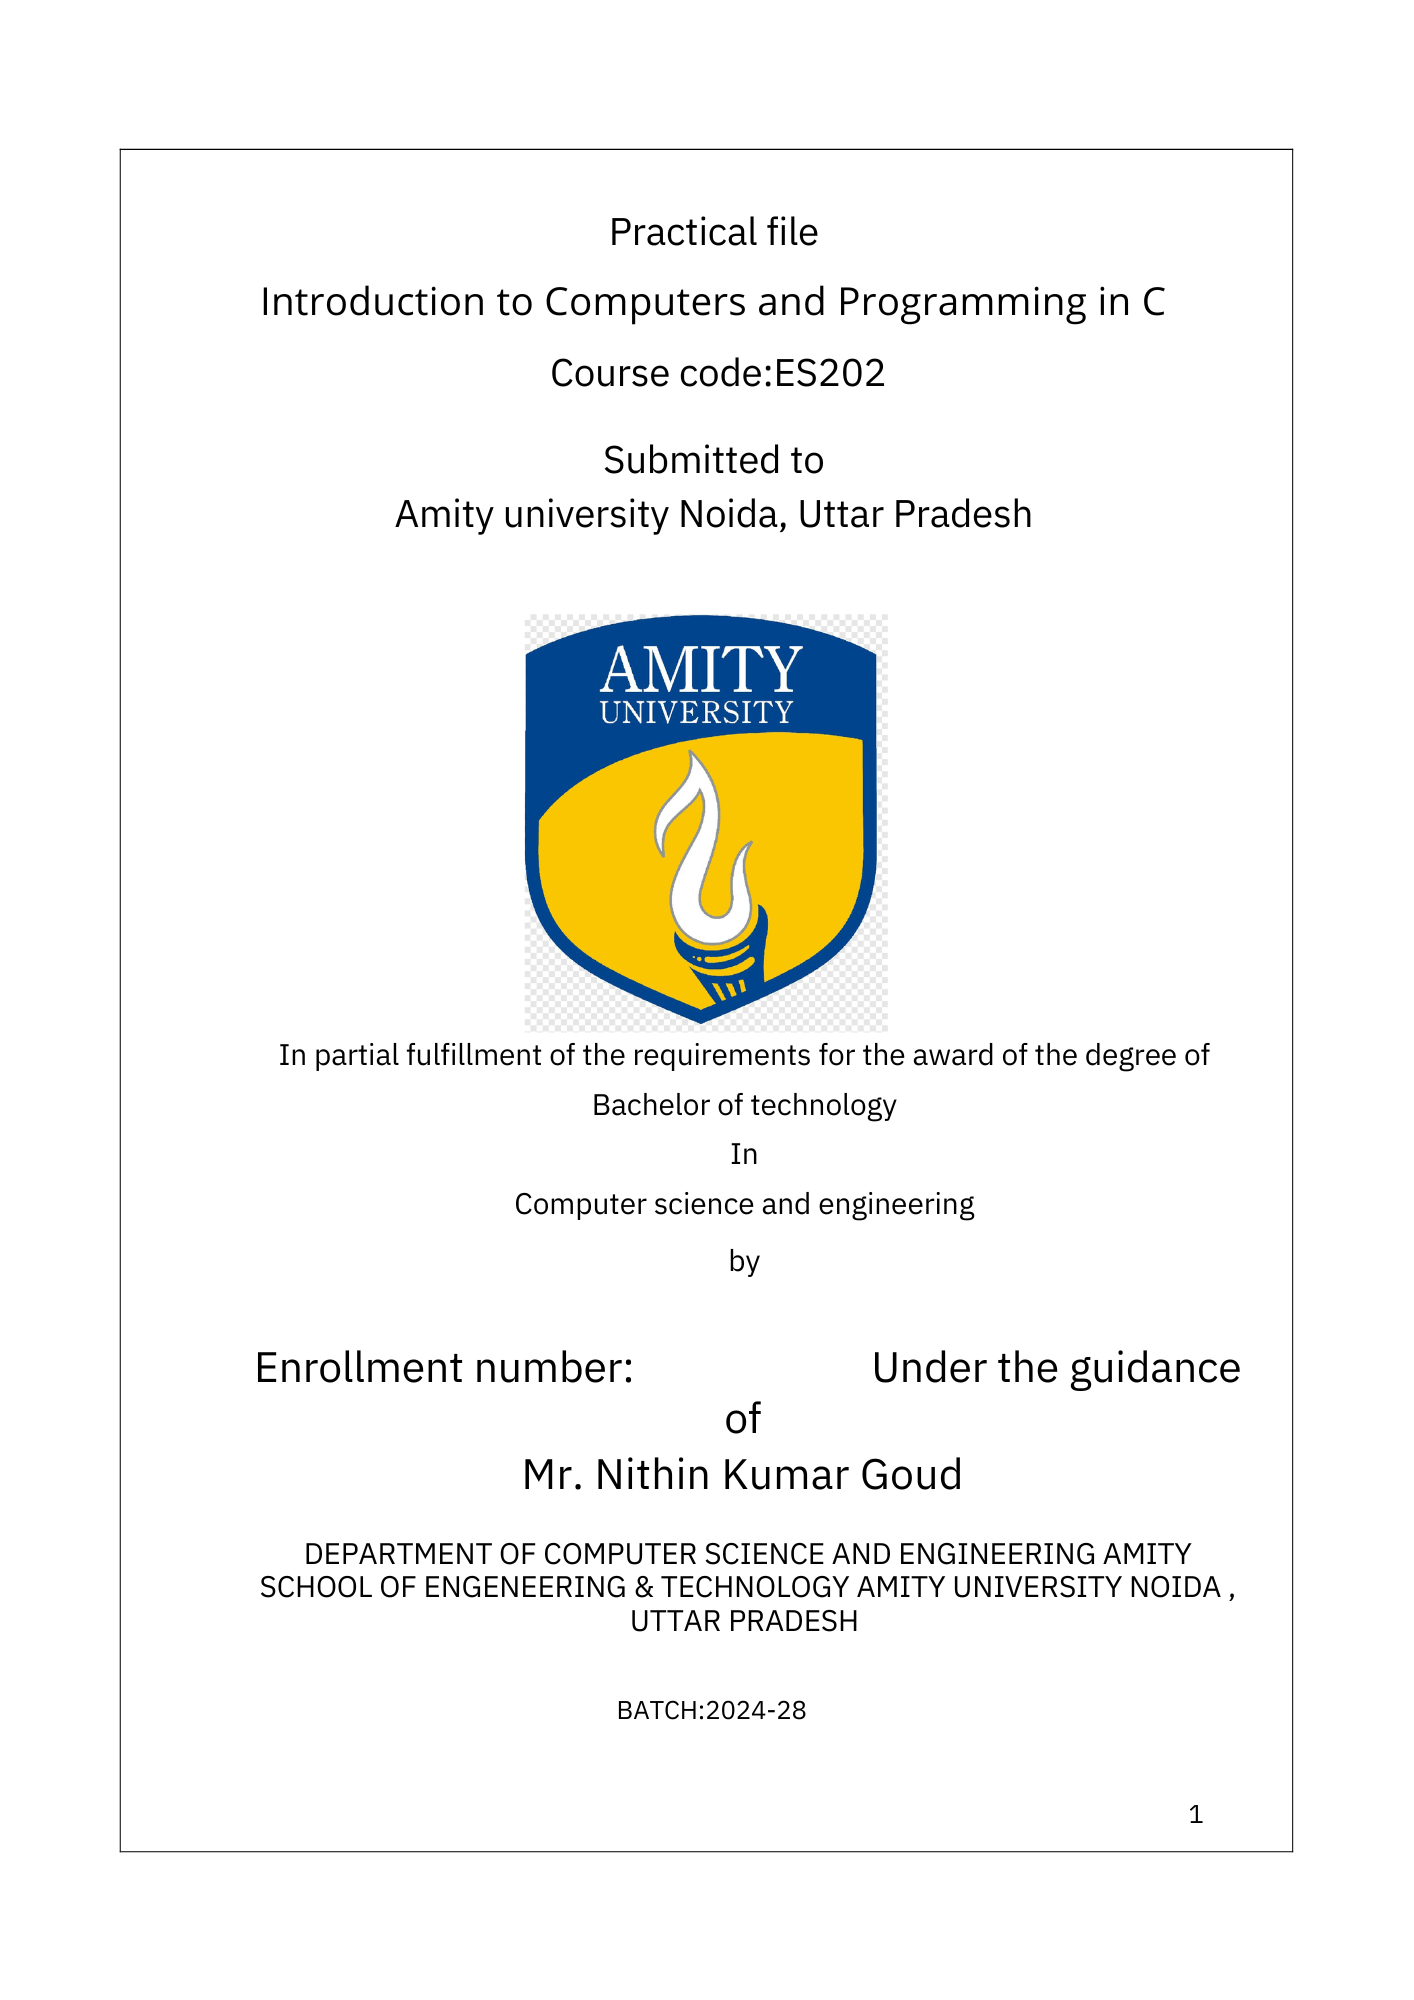 Practical file
Introduction to Computers and Programming in C
Course code:ES202
Submitted to
Amity university Noida, Uttar Pradesh
AMITY
UNIVERSITY
In partial fulfillment of the requirements for the award of the degree of
Bachelor of technology
In
Computer science and engineering
by
Enrollment number: Under the guidance
of
Mr. Nithin Kumar Goud
DEPARTMENT OF COMPUTER SCIENCE AND ENGINEERING AMITY
SCHOOL OF ENGENEERING & TECHNOLOGY AMITY UNIVERSITY NOIDA ,
UTTAR PRADESH
BATCH:2024-28
1